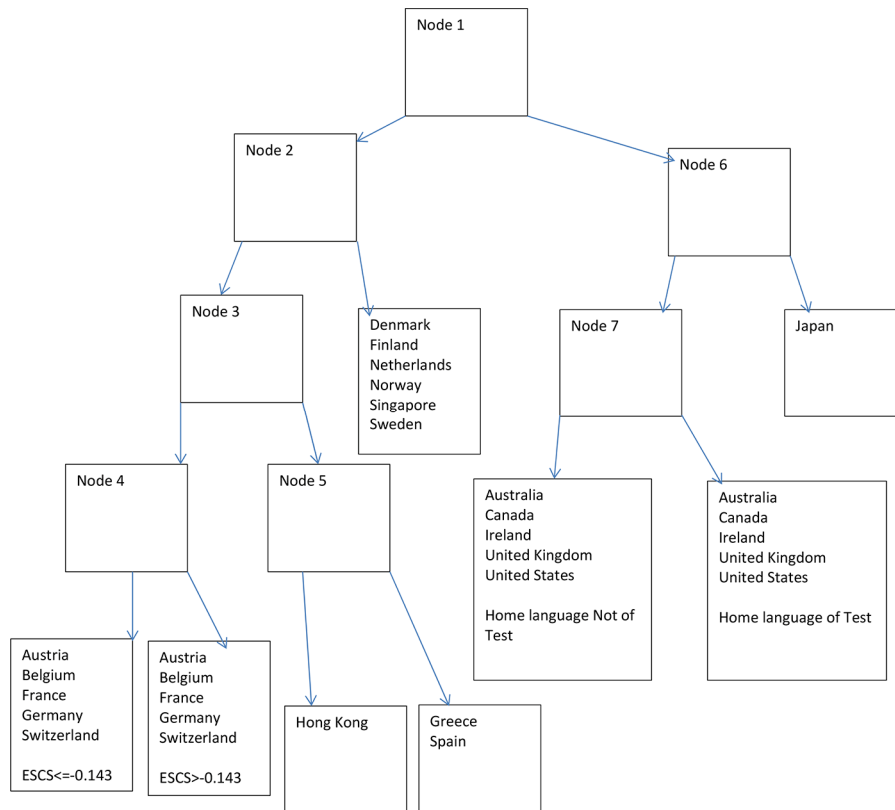 Node 1
Node 2
Node 6
Node 3
Denmark
Finland
Netherlands
Norway
Singapore
Sweden
Node 7
Japan
Node 4
Node 5
Australia
Canada
Ireland
United Kingdom
United States
Home language Not of
Test
Australia
Canada
Ireland
United Kingdom
United States
Home language of Test
Austria
Belgium
France
Germany
Switzerland
ESCS<=-0.143
Austria
Belgium
France
Germany
Switzerland
ESCS>-0.143
Hong Kong
Greece
Spain